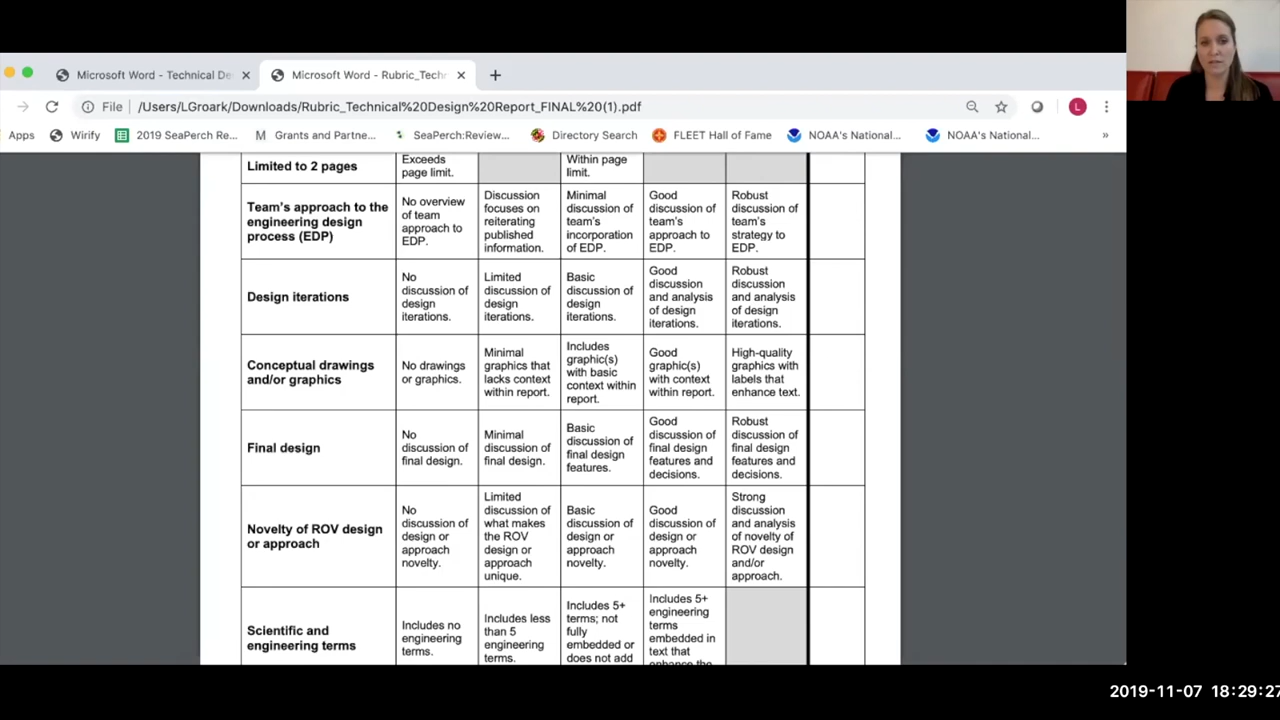 Microsoft Word - Technical De
Microsoft Word - Rubric_Techn
File
/Users/LGroark/Downloads/Rubric_Technical%20Design%20Report_FINAL%20(1).pdf
L
Apps
Wirify
2019 SeaPerch Re...
Grants and Partne...
SeaPerch:Review...
Directory Search
FLEET Hall of Fame
NOAA's National...
NOAA's National...
»
Limited to 2 pages
Exceeds
page limit.
Within page
limit.
Team's approach to the
engineering design
process (EDP)
No overview
of team
approach to
EDP.
Discussion
focuses on
reiterating
published
information.
Minimal
discussion of
team's
incorporation
of EDP.
Good
discussion of
team's
approach to
EDP.
Robust
discussion of
team's
strategy to
EDP.
Design iterations
No
discussion of
design
iterations.
Limited
discussion of
design
iterations.
Basic
discussion of
design
iterations.
Good
discussion
and analysis
of design
iterations.
Robust
discussion
and analysis
of design
iterations.
Conceptual drawings
and/or graphics
No drawings
or graphics.
Minimal
graphics that
lacks context
within report.
Includes
graphic(s)
with basic
context within
report.
Good
graphic(s)
with context
within report.
High-quality
graphics with
labels that
enhance text.
Final design
No
discussion of
final design.
Minimal
discussion of
final design.
Basic
discussion of
final design
features.
Good
discussion of
final design
features and
decisions.
Robust
discussion of
final design
features and
decisions.
Novelty of ROV design
or approach
No
discussion of
design or
approach
novelty.
Limited
discussion of
what makes
the ROV
design or
approach
unique.
Basic
discussion of
design or
approach
novelty.
Good
discussion of
design or
approach
novelty.
Strong
discussion
and analysis
of novelty of
ROV design
and/or
approach.
Scientific and
engineering terms
Includes no
engineering
terms.
Includes less
than 5
engineering
terms.
Includes 5+
terms; not
fully
embedded or
does not add
Includes 5+
engineering
terms
embedded in
text that
enhance the
2019-11-07 18:29:27